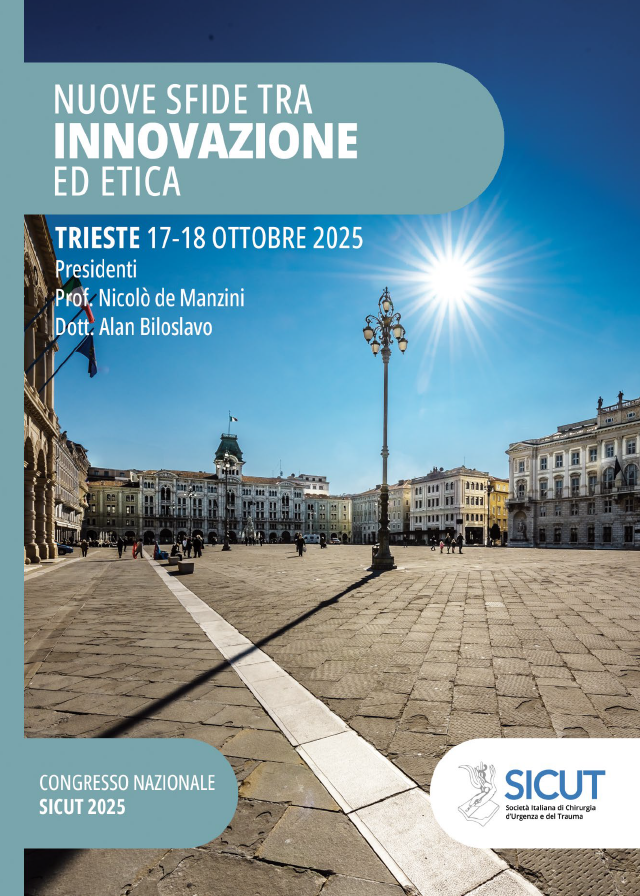 NUOVE SFIDE TRA
INNOVAZIONE
ED ETICA
TRIESTE 17-18 OTTOBRE 2025
Presidenti
Prof. Nicolò de Manzini
Dott. Alan Biloslavo
CONGRESSO NAZIONALE
SICUT 2025
SICUT
Società Italiana di Chirurgia
d'Urgenza e del Trauma